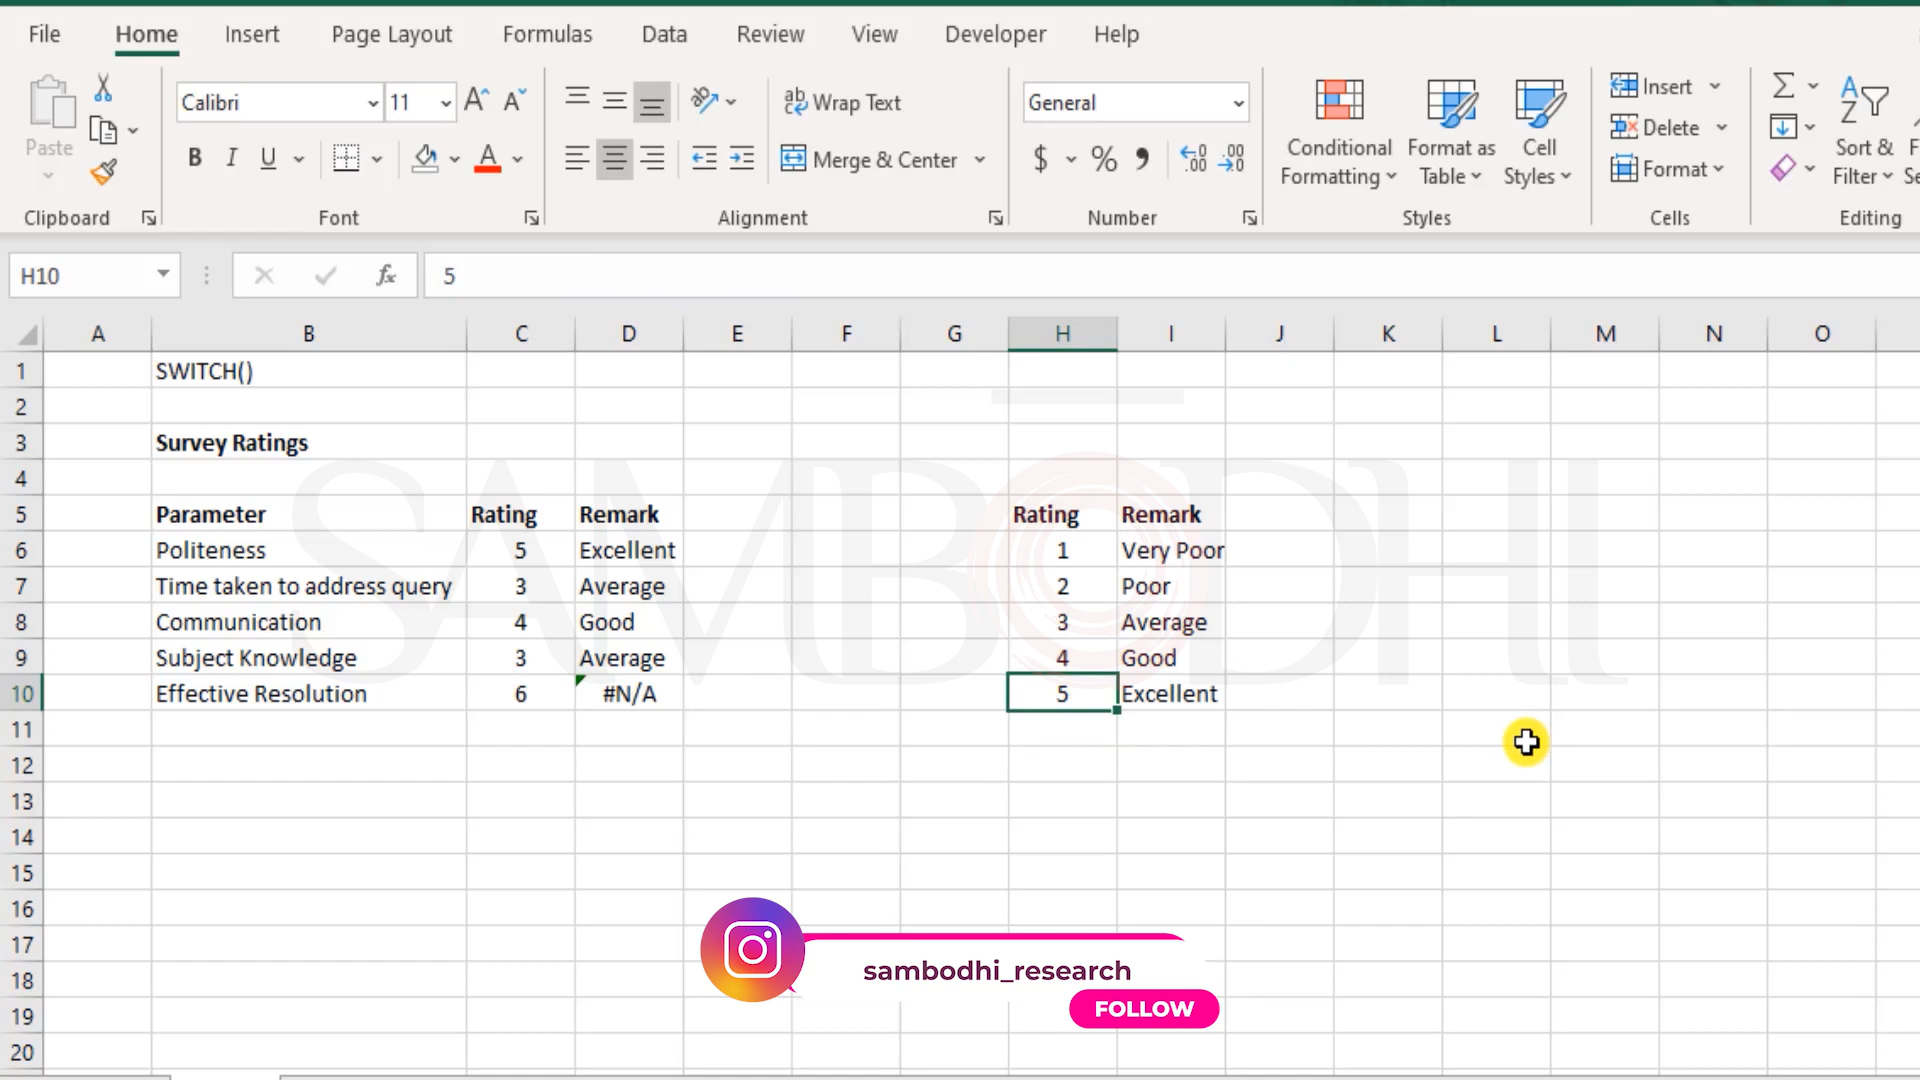 File Home Insert Page Layout Formulas Data Review View Developer Help
Calibri 11 Wrap Text General Insert
Paste Conditional Format as Cell Delete Sort &
B I U A Merge & Center $ % Formatting Table Styles Format Filter
Clipboard Font Alignment Number Styles Cells Editing
H10 fx 5
A B C D E F G H I J K L M N O
1 SWITCH()
2
3 Survey Ratings
4
5 Parameter Rating Remark Rating Remark
6 Politeness 5 Excellent 1 Very Poor
7 Time taken to address query 3 Average 2 Poor
8 Communication 4 Good 3 Average
9 Subject Knowledge 3 Average 4 Good
10 Effective Resolution 6 #N/A 5 Excellent
11
12
13
14
15
16
17
18
19
20
SAMBODHI
sambodhi_research
FOLLOW